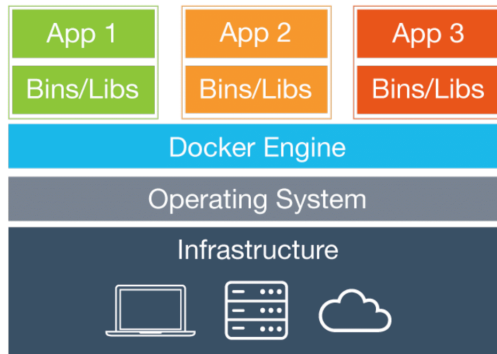 App 1
App 2
App 3
Bins/Libs
Bins/Libs
Bins/Libs
Docker Engine
Operating System
Infrastructure